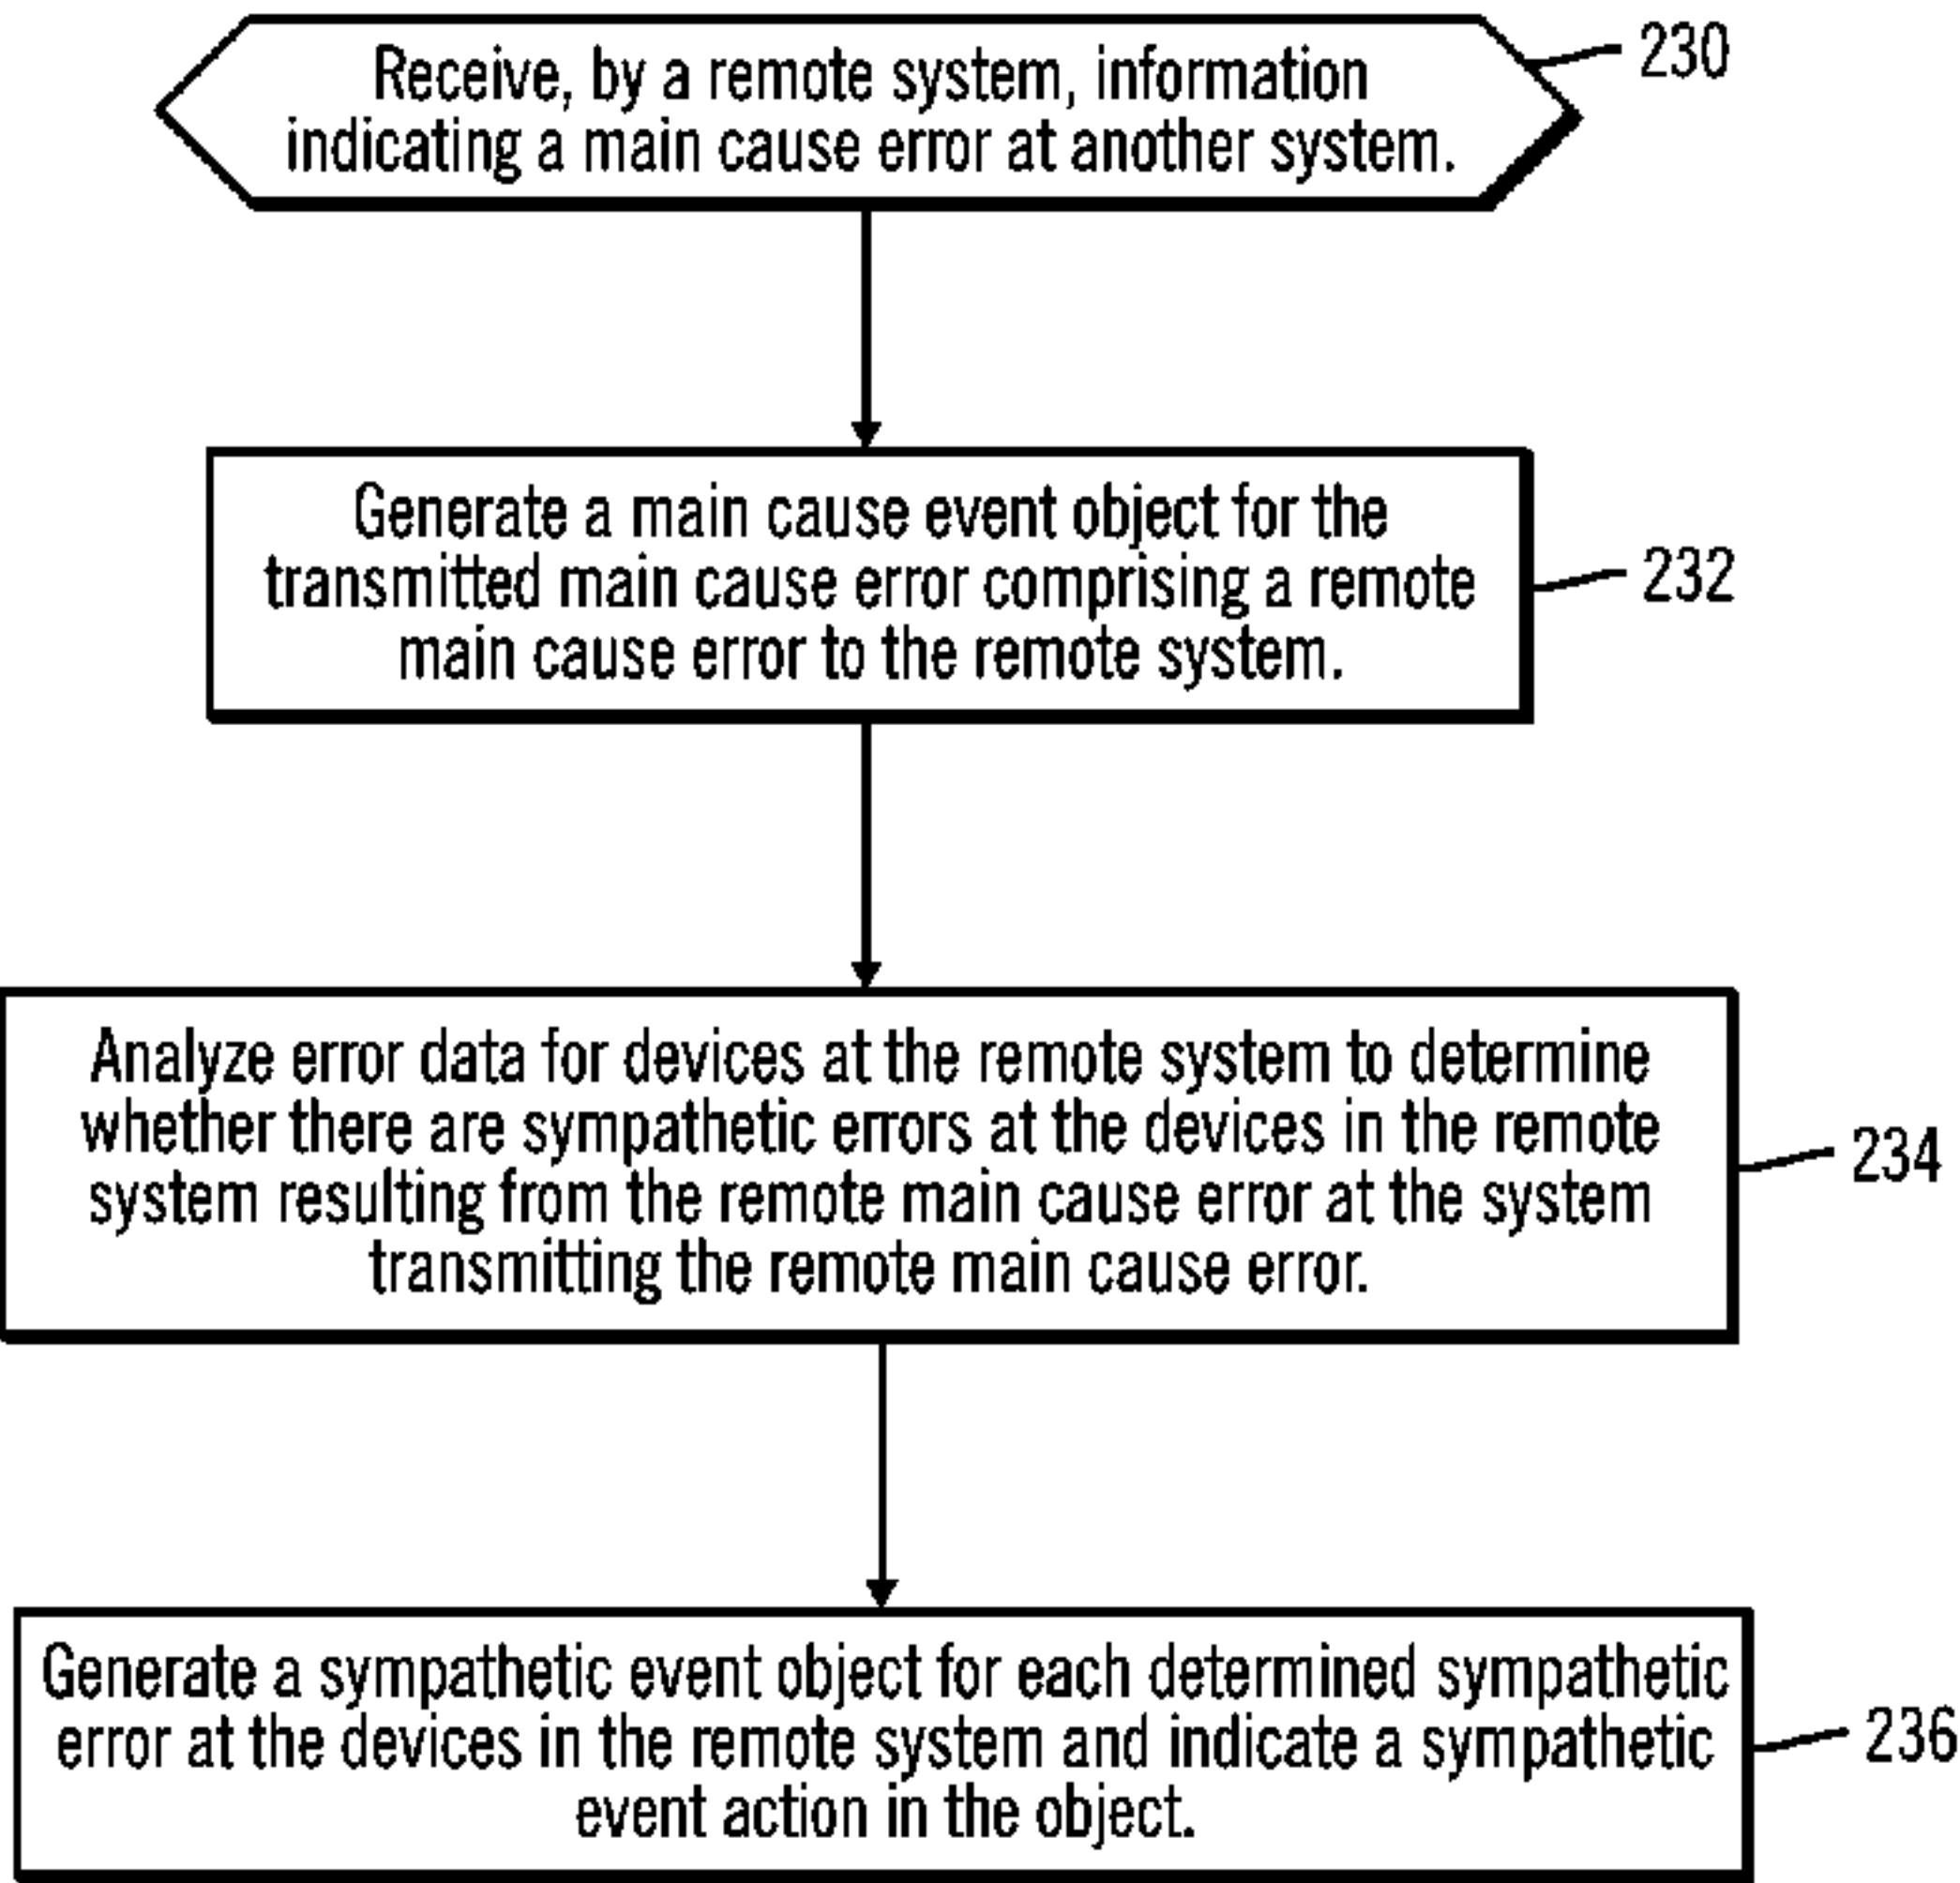 Receive, by a remote system, information
indicating a main cause error at another system.
230
Generate a main cause event object for the
transmitted main cause error comprising a remote
main cause error to the remote system.
232
Analyze error data for devices at the remote system to determine
whether there are sympathetic errors at the devices in the remote
system resulting from the remote main cause error at the system
transmitting the remote main cause error.
234
Generate a sympathetic event object for each determined sympathetic
error at the devices in the remote system and indicate a sympathetic
event action in the object.
236